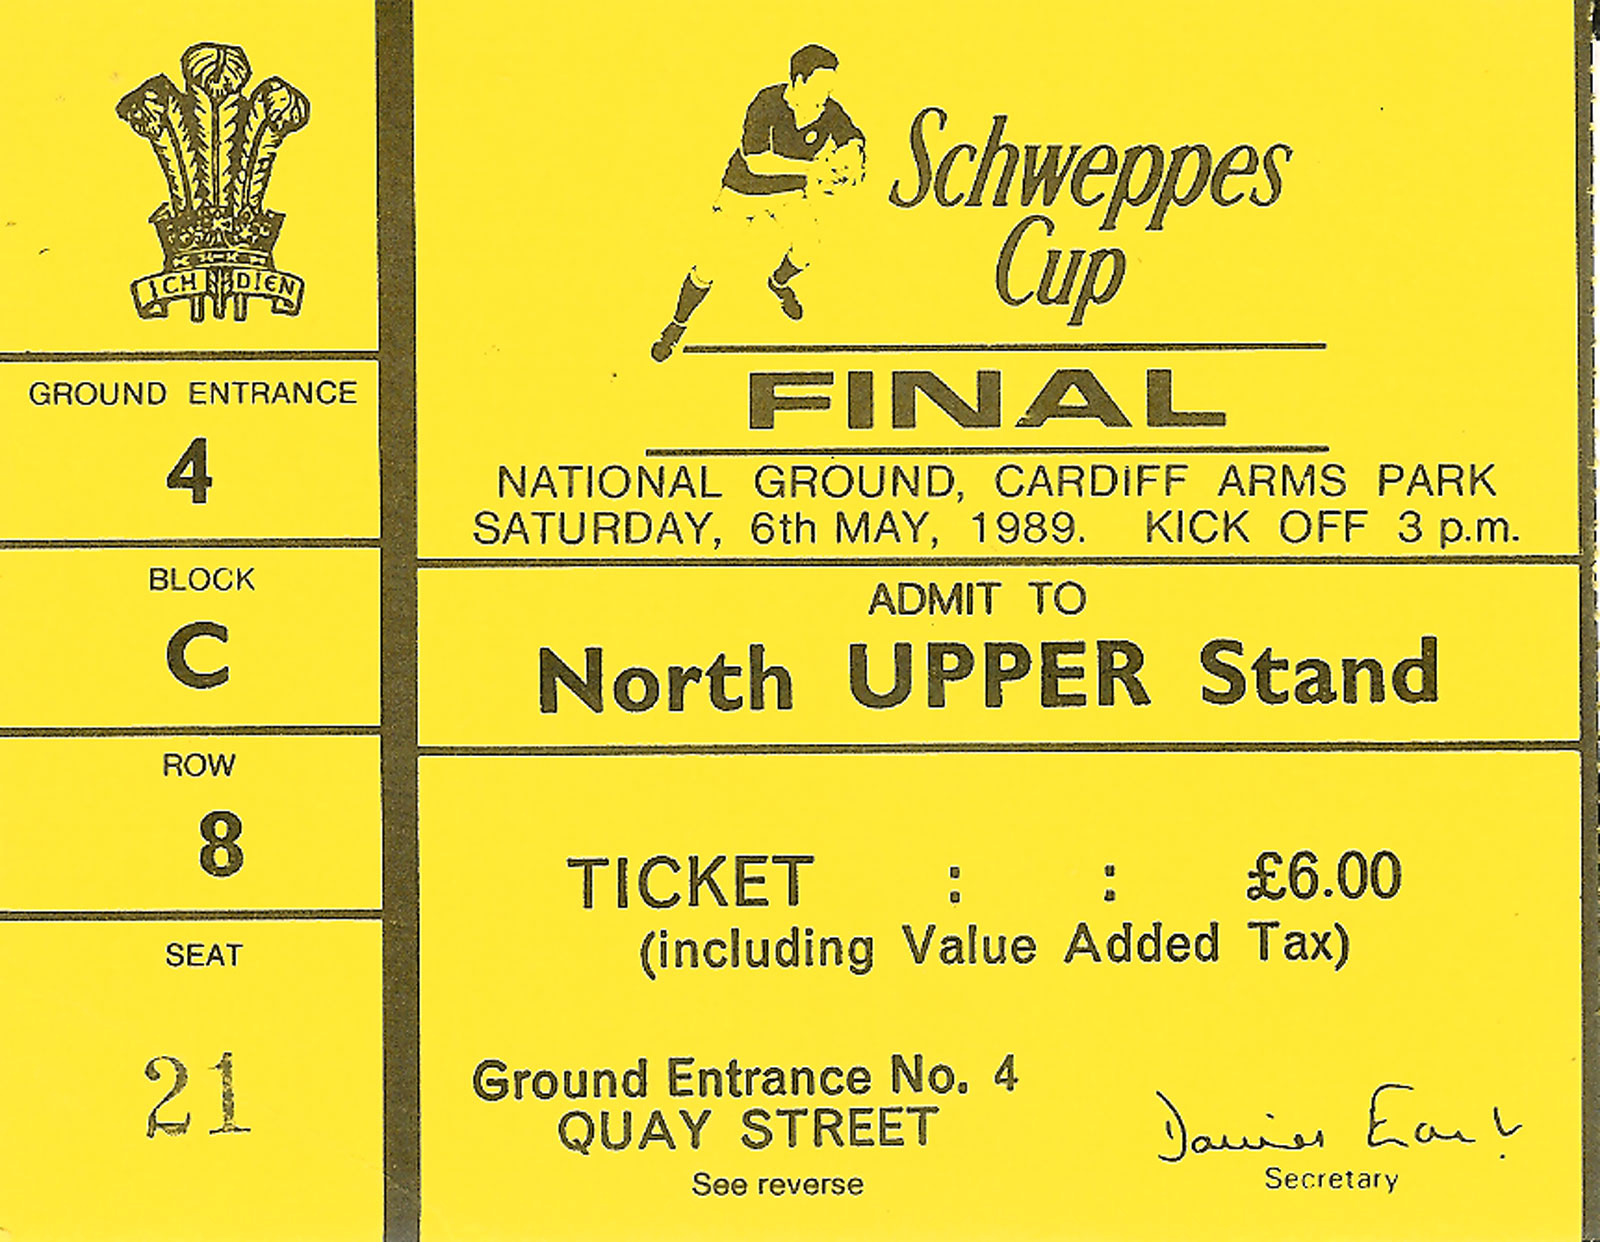 ICH DIEN
GROUND ENTRANCE
4
BLOCK
C
ROW
8
SEAT
21
Schweppes
Cup
FINAL
NATIONAL GROUND, CARDiFF ARMS PARK
SATURDAY, 6th MAY, 1989. KICK OFF 3 p.m.
ADMIT TO
North UPPER Stand
TICKET : : £6.00
(including Value Added Tax)
Ground Entrance No. 4
QUAY STREET
See reverse
Secretary